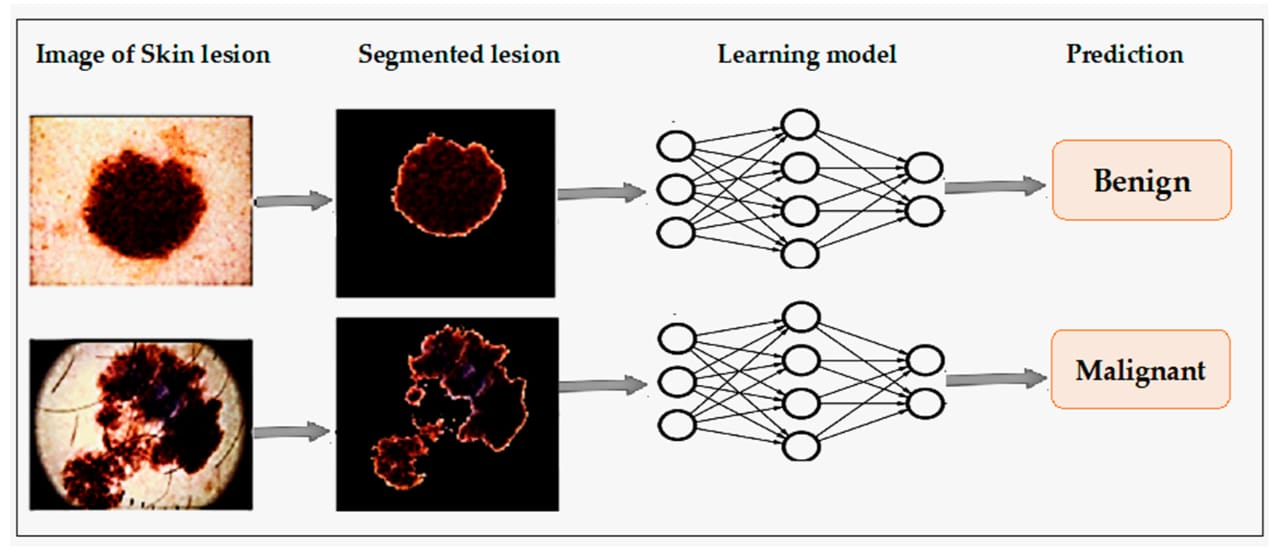 Image of Skin lesion
Segmented lesion
Learning model
Prediction
Benign
Malignant